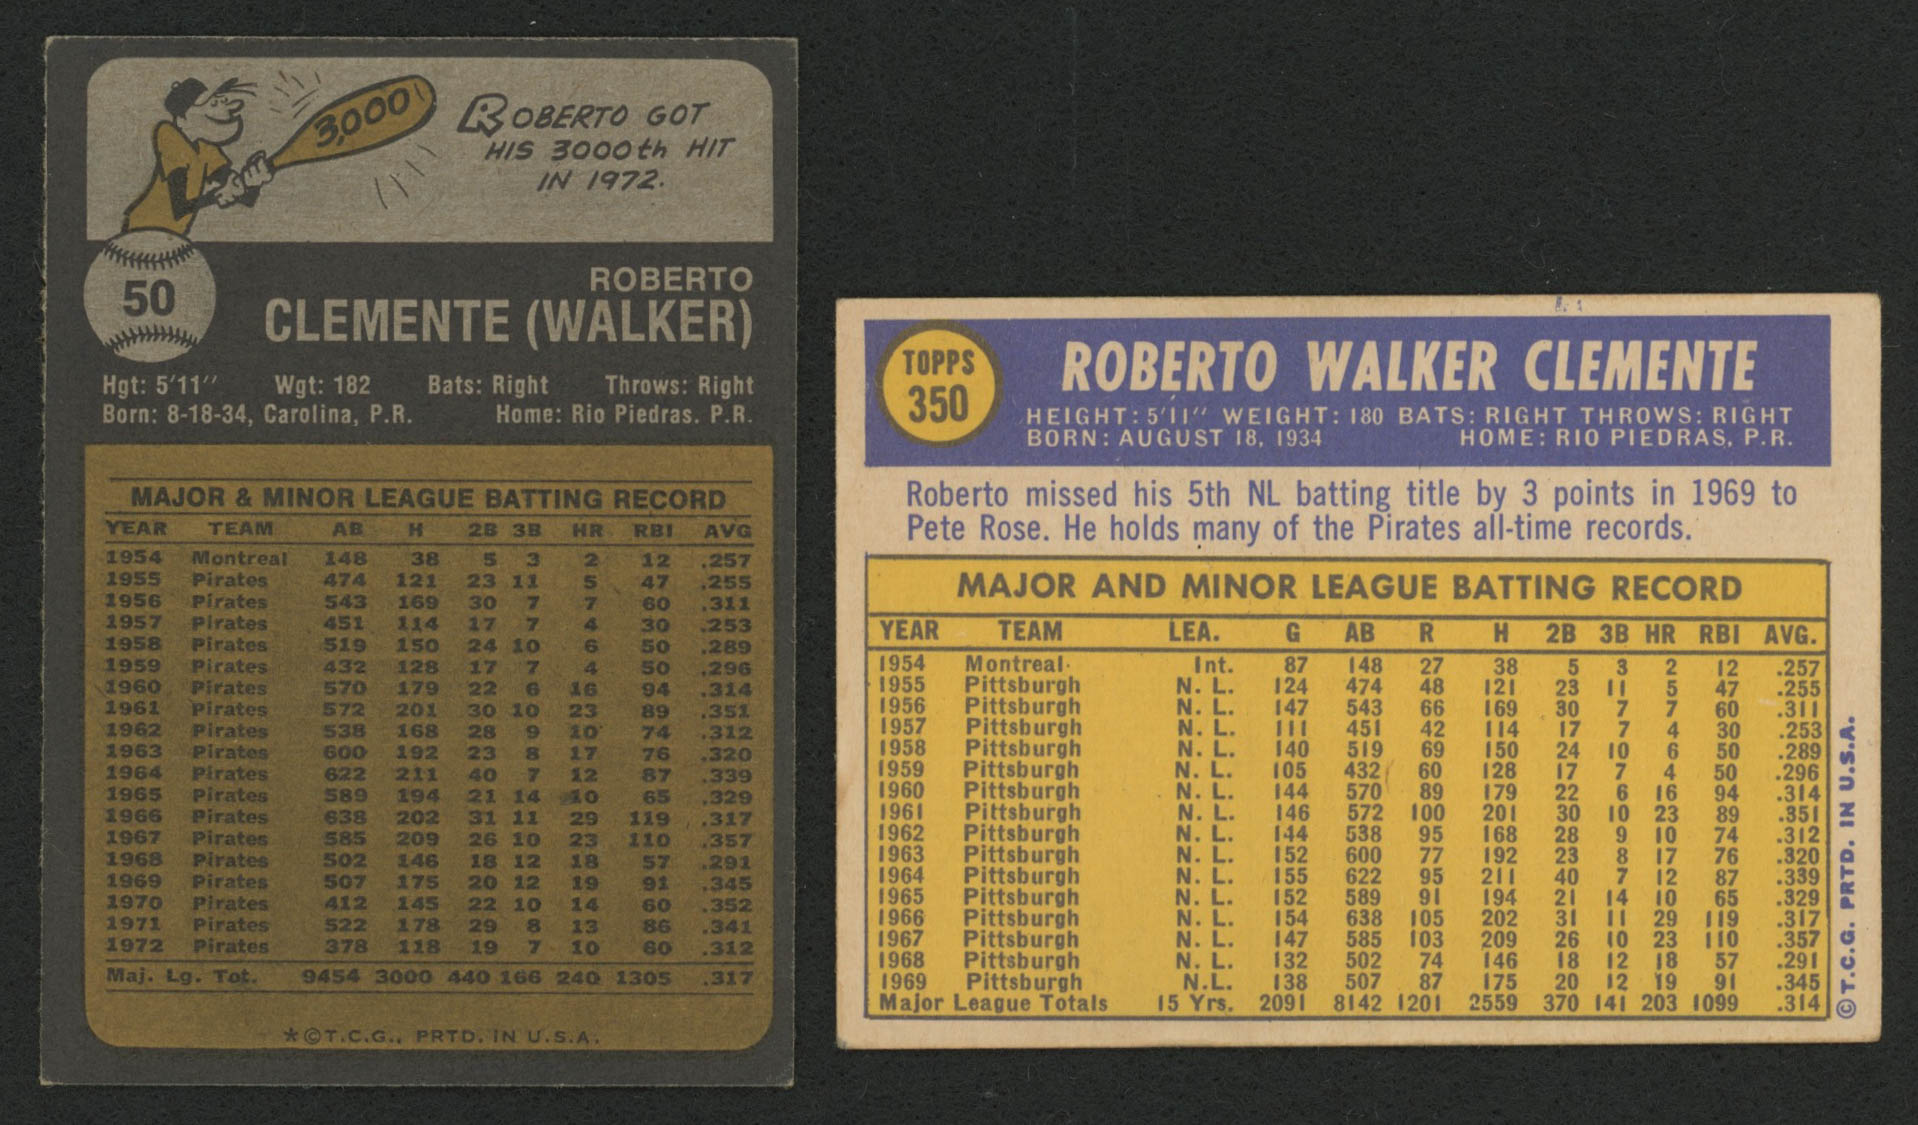 3,000
ROBERTO GOT
HIS 3000th HIT
IN 1972.
50
ROBERTO
CLEMENTE (WALKER)
Hgt: 5'11" Wgt: 182 Bats: Right Throws: Right
Born: 8-18-34, Carolina, P.R. Home: Rio Piedras. P.R.
MAJOR & MINOR LEAGUE BATTING RECORD
YEAR TEAM AB H 2B 3B HR RBI AVG
1954 Montreal 148 38 5 3 2 12 .257
1955 Pirates 474 121 23 11 5 47 .255
1956 Pirates 543 169 30 7 7 60 .311
1957 Pirates 451 114 17 7 4 30 .253
1958 Pirates 519 150 24 10 6 50 .289
1959 Pirates 432 128 17 7 4 50 .296
1960 Pirates 570 179 22 6 16 94 .314
1961 Pirates 572 201 30 10 23 89 .351
1962 Pirates 538 168 28 9 10 74 .312
1963 Pirates 600 192 23 8 17 76 .320
1964 Pirates 622 211 40 7 12 87 .339
1965 Pirates 589 194 21 14 10 65 .329
1966 Pirates 638 202 31 11 29 119 .317
1967 Pirates 585 209 26 10 23 110 .357
1968 Pirates 502 146 18 12 18 57 .291
1969 Pirates 507 175 20 12 19 91 .345
1970 Pirates 412 145 22 10 14 60 .352
1971 Pirates 522 178 29 8 13 86 .341
1972 Pirates 378 118 19 7 10 60 .312
Maj. Lg. Tot. 9454 3000 440 166 240 1305 .317
*©T.C.G., PRTD. IN U.S.A.
TOPPS
350
ROBERTO WALKER CLEMENTE
HEIGHT: 5'11" WEIGHT: 180 BATS: RIGHT THROWS: RIGHT
BORN: AUGUST 18, 1934 HOME: RIO PIEDRAS, P.R.
Roberto missed his 5th NL batting title by 3 points in 1969 to
Pete Rose. He holds many of the Pirates all-time records.
MAJOR AND MINOR LEAGUE BATTING RECORD
YEAR TEAM LEA. G AB R H 2B 3B HR RBI AVG.
1954 Montreal Int. 87 148 27 38 5 3 2 12 .257
1955 Pittsburgh N. L. 124 474 48 121 23 11 5 47 .255
1956 Pittsburgh N. L. 147 543 66 169 30 7 7 60 .311
1957 Pittsburgh N. L. 111 451 42 114 17 7 4 30 .253
1958 Pittsburgh N. L. 140 519 69 150 24 10 6 50 .289
1959 Pittsburgh N. L. 105 432 60 128 17 7 4 50 .296
1960 Pittsburgh N. L. 144 570 89 179 22 6 16 94 .314
1961 Pittsburgh N. L. 146 572 100 201 30 10 23 89 .351
1962 Pittsburgh N. L. 144 538 95 168 28 9 10 74 .312
1963 Pittsburgh N. L. 152 600 77 192 23 8 17 76 .320
1964 Pittsburgh N. L. 155 622 95 211 40 7 12 87 .339
1965 Pittsburgh N. L. 152 589 91 194 21 14 10 65 .329
1966 Pittsburgh N. L. 154 638 105 202 31 11 29 119 .317
1967 Pittsburgh N. L. 147 585 103 209 26 10 23 110 .357
1968 Pittsburgh N. L. 132 502 74 146 18 12 18 57 .291
1969 Pittsburgh N.L. 138 507 87 175 20 12 19 91 .345
Major League Totals 15 Yrs. 2091 8142 1201 2559 370 141 203 1099 .314
©T.C.G. PRTD. IN U.S.A.